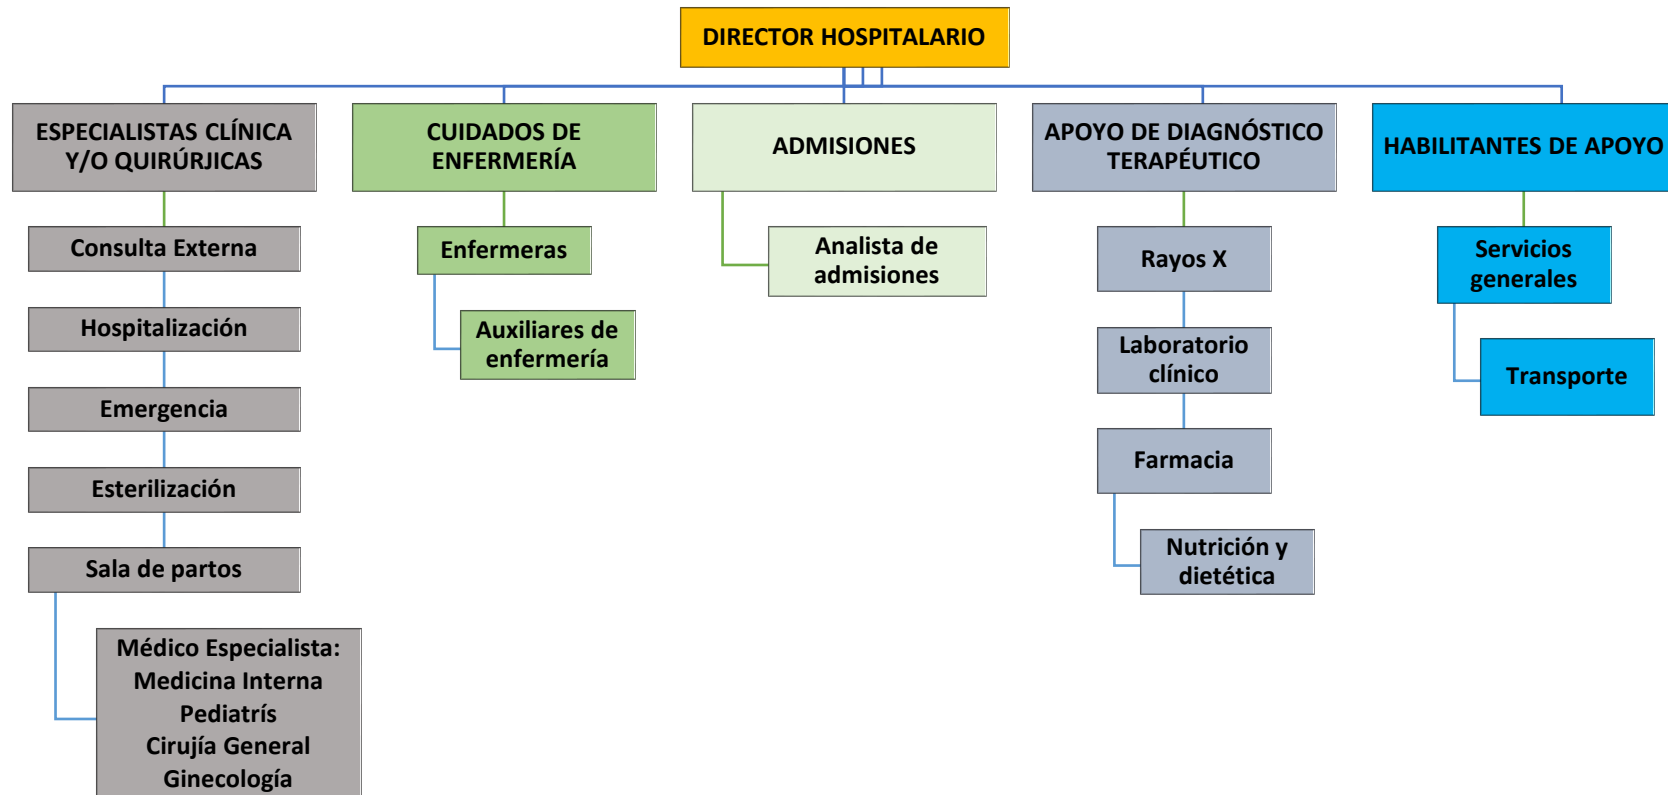 DIRECTOR HOSPITALARIO
ESPECIALISTAS CLÍNICA
Y/O QUIRÚRJICAS
CUIDADOS DE
ENFERMERÍA
ADMISIONES
APOYO DE DIAGNÓSTICO
TERAPÉUTICO
HABILITANTES DE APOYO
Consulta Externa
Hospitalización
Emergencia
Esterilización
Sala de partos
Médico Especialista:
Medicina Interna
Pediatrís
Cirujía General
Ginecología
Enfermeras
Auxiliares de
enfermería
Analista de
admisiones
Rayos X
Laboratorio
clínico
Farmacia
Nutrición y
dietética
Servicios
generales
Transporte